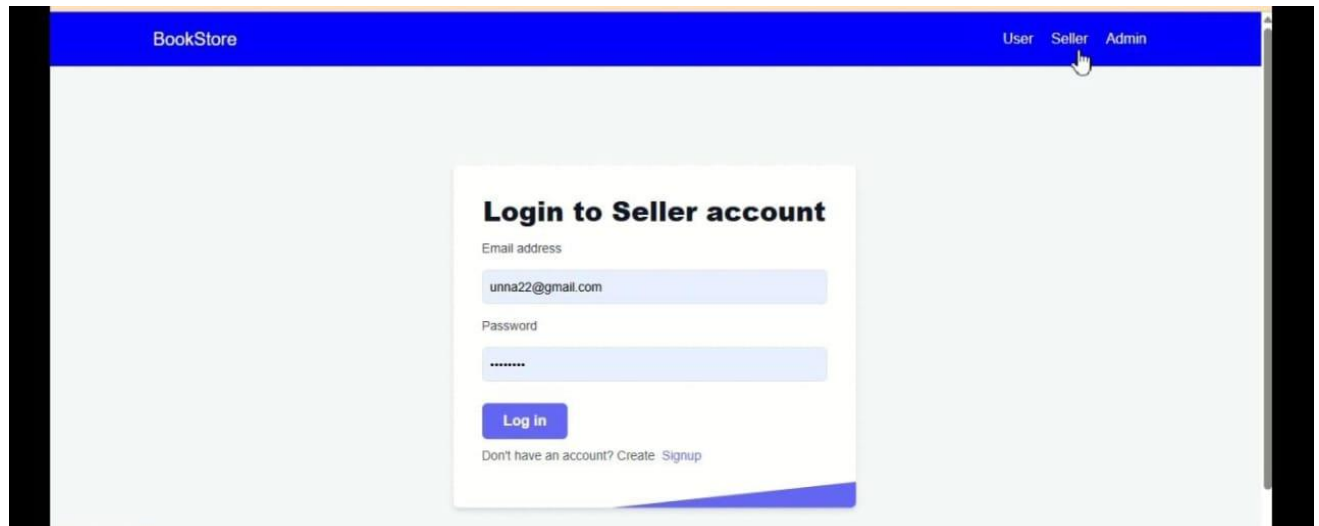 BookStore
User Seller Admin
Login to Seller account
Email address
unna22@gmail.com
Password
••••••••
Log in
Don't have an account? Create Signup